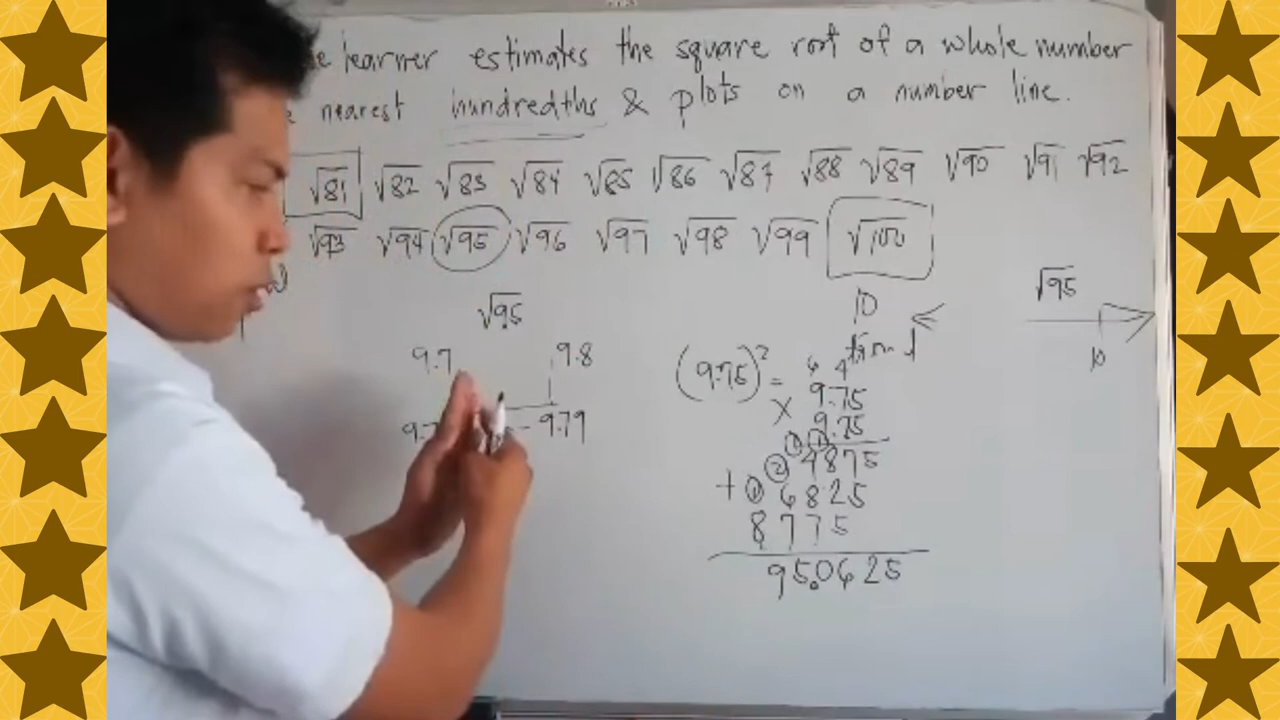 learner estimates the square root of a whole number
nearest hundredths & plots on a number line.
√81 √82 √83 √84 √85 √86 √87 √88 √89 √90 √91 √92
√93 √94 √95 √96 √97 √98 √99 √100
√95 10 < √95
9.7 9.8 10
(9.75)² = 9.75
x 9.75
9.79
4875
+ 6825
8775
95.0625